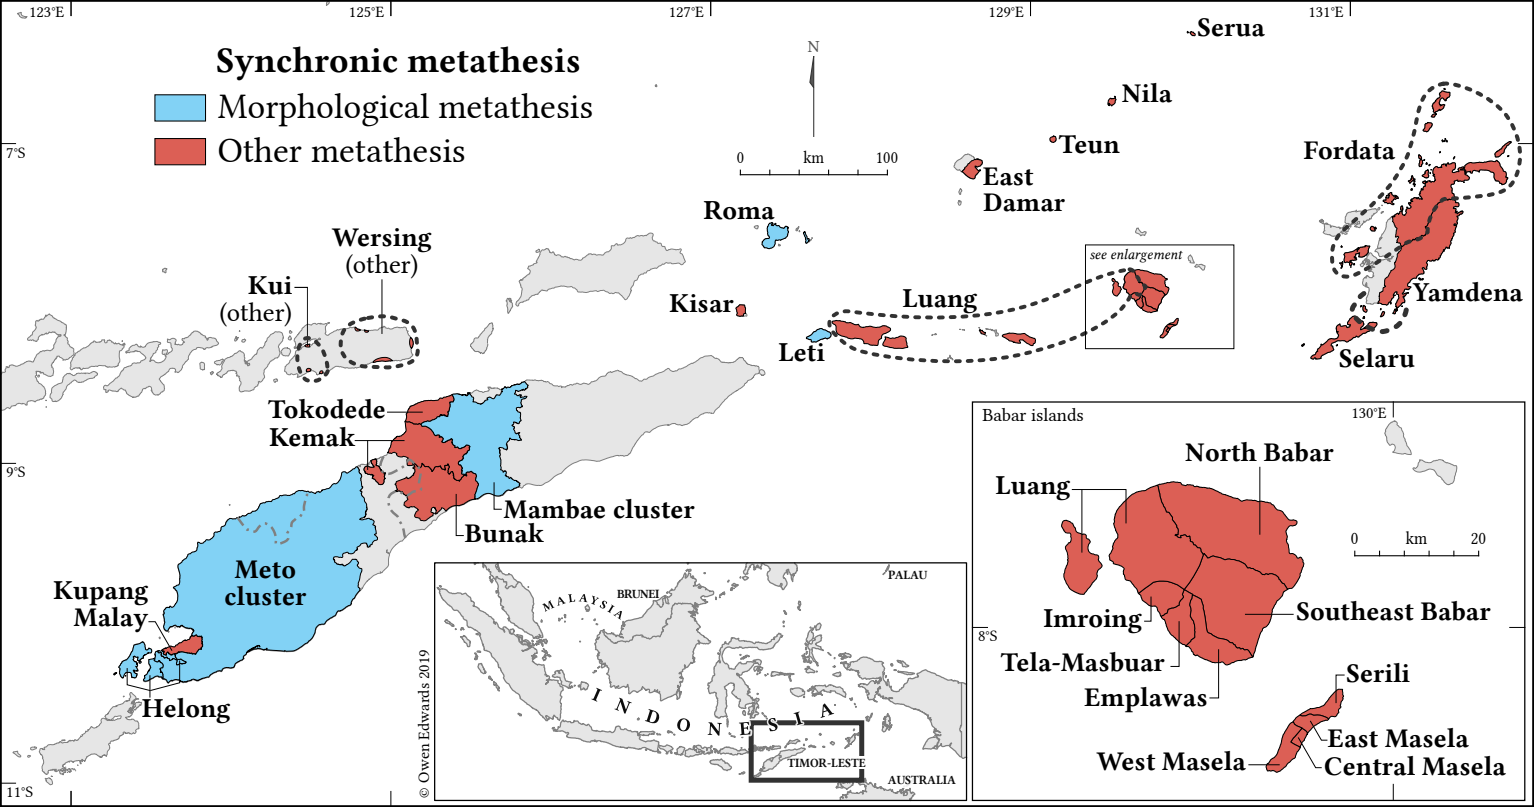 123°E
125°E
127°E
129°E
131°E
Serua
Synchronic metathesis
Morphological metathesis
Other metathesis
N
0 km 100
Nila
Teun
7°S
Fordata
East
Damar
Roma
Wersing
(other)
Kui
(other)
see enlargement
Kisar
Luang
Yamdena
Leti
Selaru
Tokodede
Kemak
9°S
Mambae cluster
Bunak
Meto
cluster
Kupang
Malay
Helong
11°S
© Owen Edwards 2019
PALAU
BRUNEI
MALAYSIA
INDONESIA
TIMOR-LESTE
AUSTRALIA
Babar islands
130°E
North Babar
Luang
0 km 20
Imroing
Southeast Babar
8°S
Tela-Masbuar
Emplawas
Serili
East Masela
West Masela
Central Masela